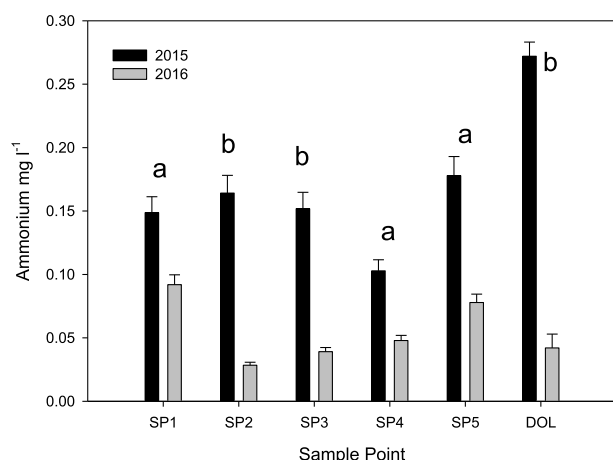 0.30
0.25
0.20
0.15
0.10
0.05
0.00
Ammonium mg l⁻¹
2015
2016
a
b
b
a
a
b
SP1 SP2 SP3 SP4 SP5 DOL
Sample Point